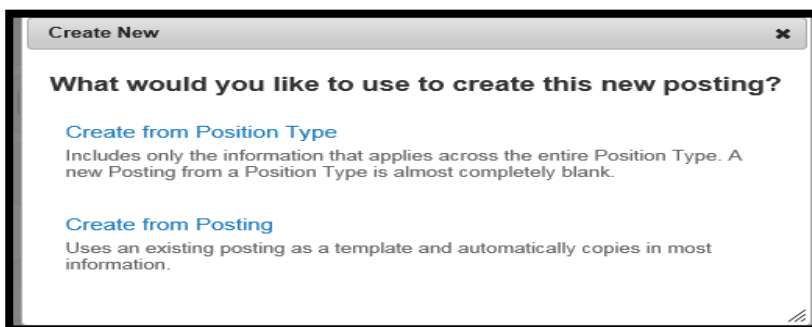 Create New
What would you like to use to create this new posting?
Create from Position Type
Includes only the information that applies across the entire Position Type. A
new Posting from a Position Type is almost completely blank.
Create from Posting
Uses an existing posting as a template and automatically copies in most
information.